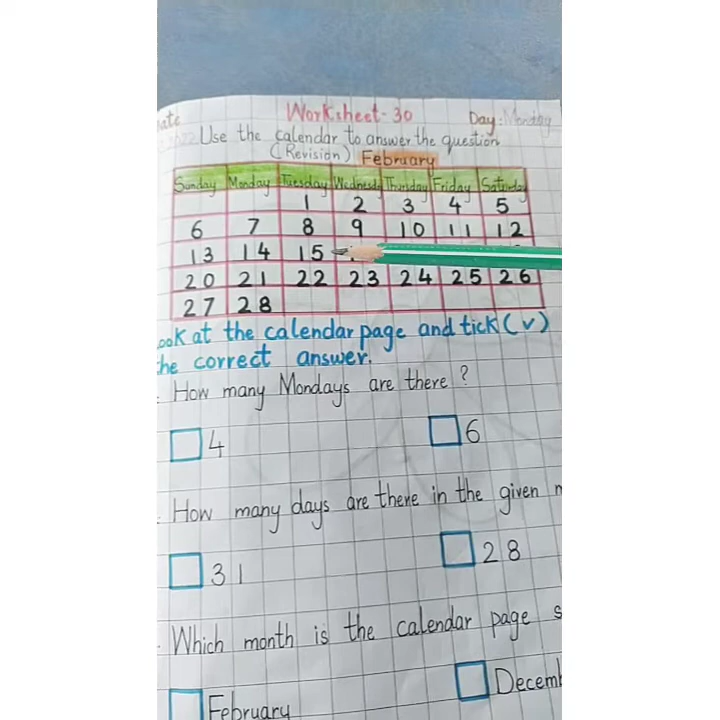 ate Worksheet-30 Day: Monday
Use the calendar to answer the question
(Revision) February
Sunday Monday Tuesday Wednesday Thursday Friday Saturday
1 2 3 4 5
6 7 8 9 10 11 12
13 14 15
20 21 22 23 24 25 26
27 28
ook at the calendar page and tick (v)
he correct answer.
. How many Mondays are there ?
4 6
. How many days are there in the given
31 28
. Which month is the calendar page s
February Decemb